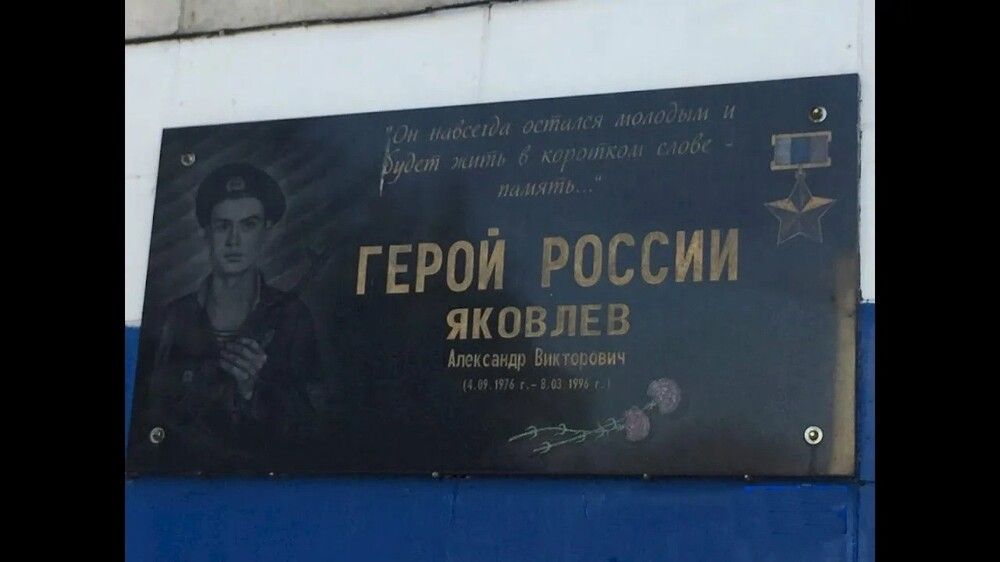 "Он навсегда остался молодым и
будет жить в коротком слове -
память..."
ГЕРОЙ РОССИИ
ЯКОВЛЕВ
Александр Викторович
(4.09.1976 г. - 8.03.1996 г.)